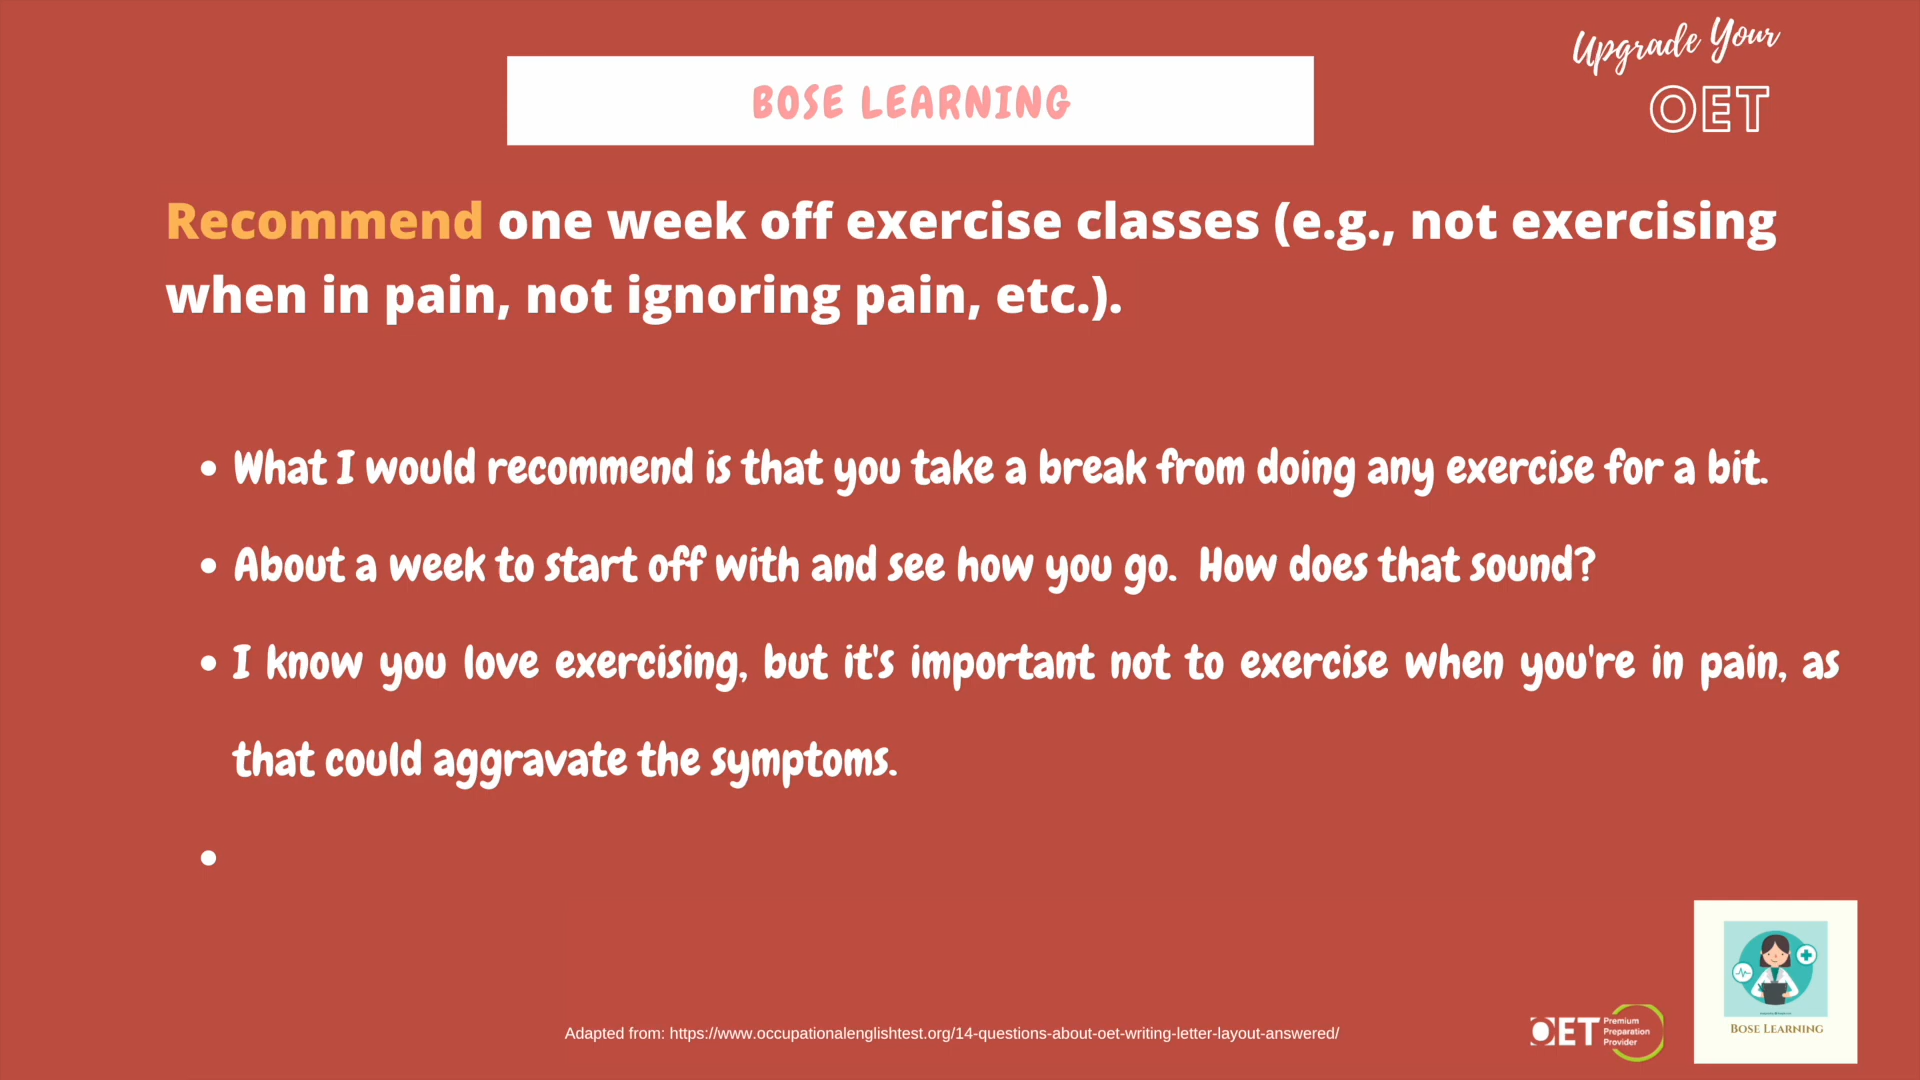 Upgrade Your
OET
BOSE LEARNING
Recommend one week off exercise classes (e.g., not exercising
when in pain, not ignoring pain, etc.).
• What I would recommend is that you take a break from doing any exercise for a bit.
• About a week to start off with and see how you go. How does that sound?
• I know you love exercising, but it's important not to exercise when you're in pain, as
that could aggravate the symptoms.
•
Adapted from: https://www.occupationalenglishtest.org/14-questions-about-oet-writing-letter-layout-answered/
OET Premium
Preparation
Provider
BOSE LEARNING